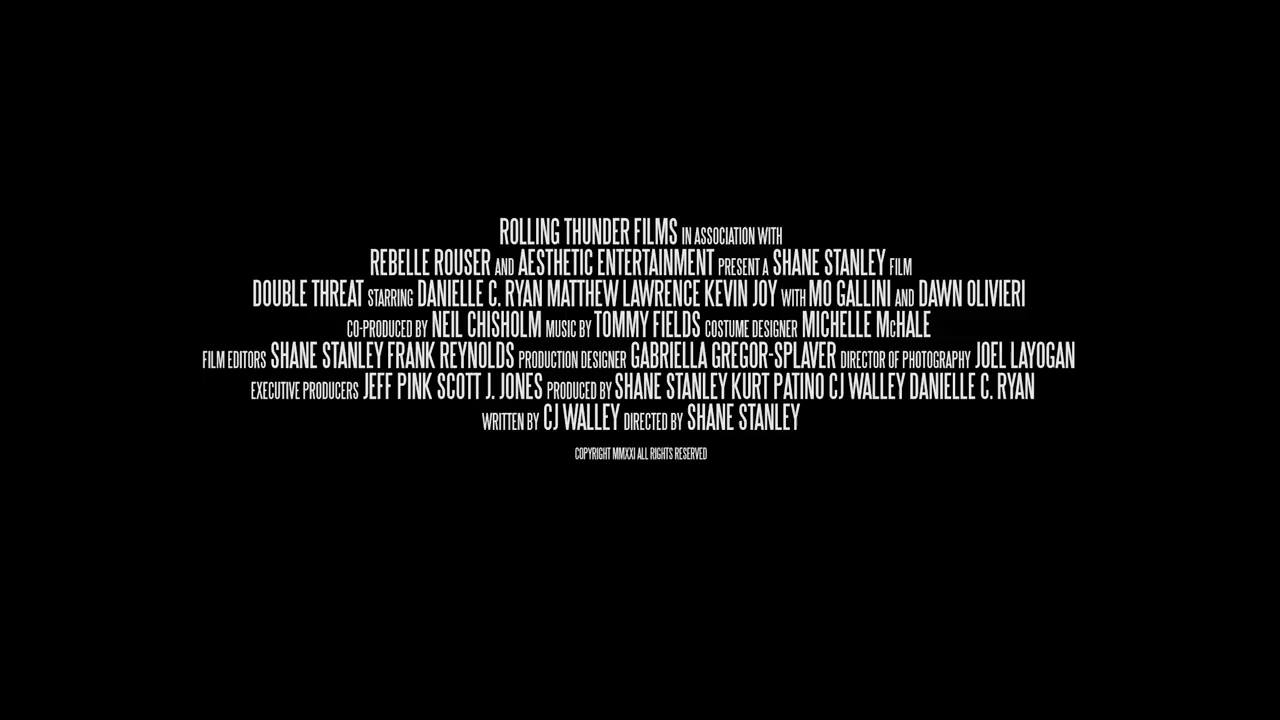 ROLLING THUNDER FILMS IN ASSOCIATION WITH
REBELLE ROUSER AND AESTHETIC ENTERTAINMENT PRESENT A SHANE STANLEY FILM
DOUBLE THREAT STARRING DANIELLE C. RYAN MATTHEW LAWRENCE KEVIN JOY WITH MO GALLINI AND DAWN OLIVIERI
CO-PRODUCED BY NEIL CHISHOLM MUSIC BY TOMMY FIELDS COSTUME DESIGNER MICHELLE McHALE
FILM EDITORS SHANE STANLEY FRANK REYNOLDS PRODUCTION DESIGNER GABRIELLA GREGOR-SPLAVER DIRECTOR OF PHOTOGRAPHY JOEL LAYOGAN
EXECUTIVE PRODUCERS JEFF PINK SCOTT J. JONES PRODUCED BY SHANE STANLEY KURT PATINO CJ WALLEY DANIELLE C. RYAN
WRITTEN BY CJ WALLEY DIRECTED BY SHANE STANLEY
COPYRIGHT MMXXI ALL RIGHTS RESERVED